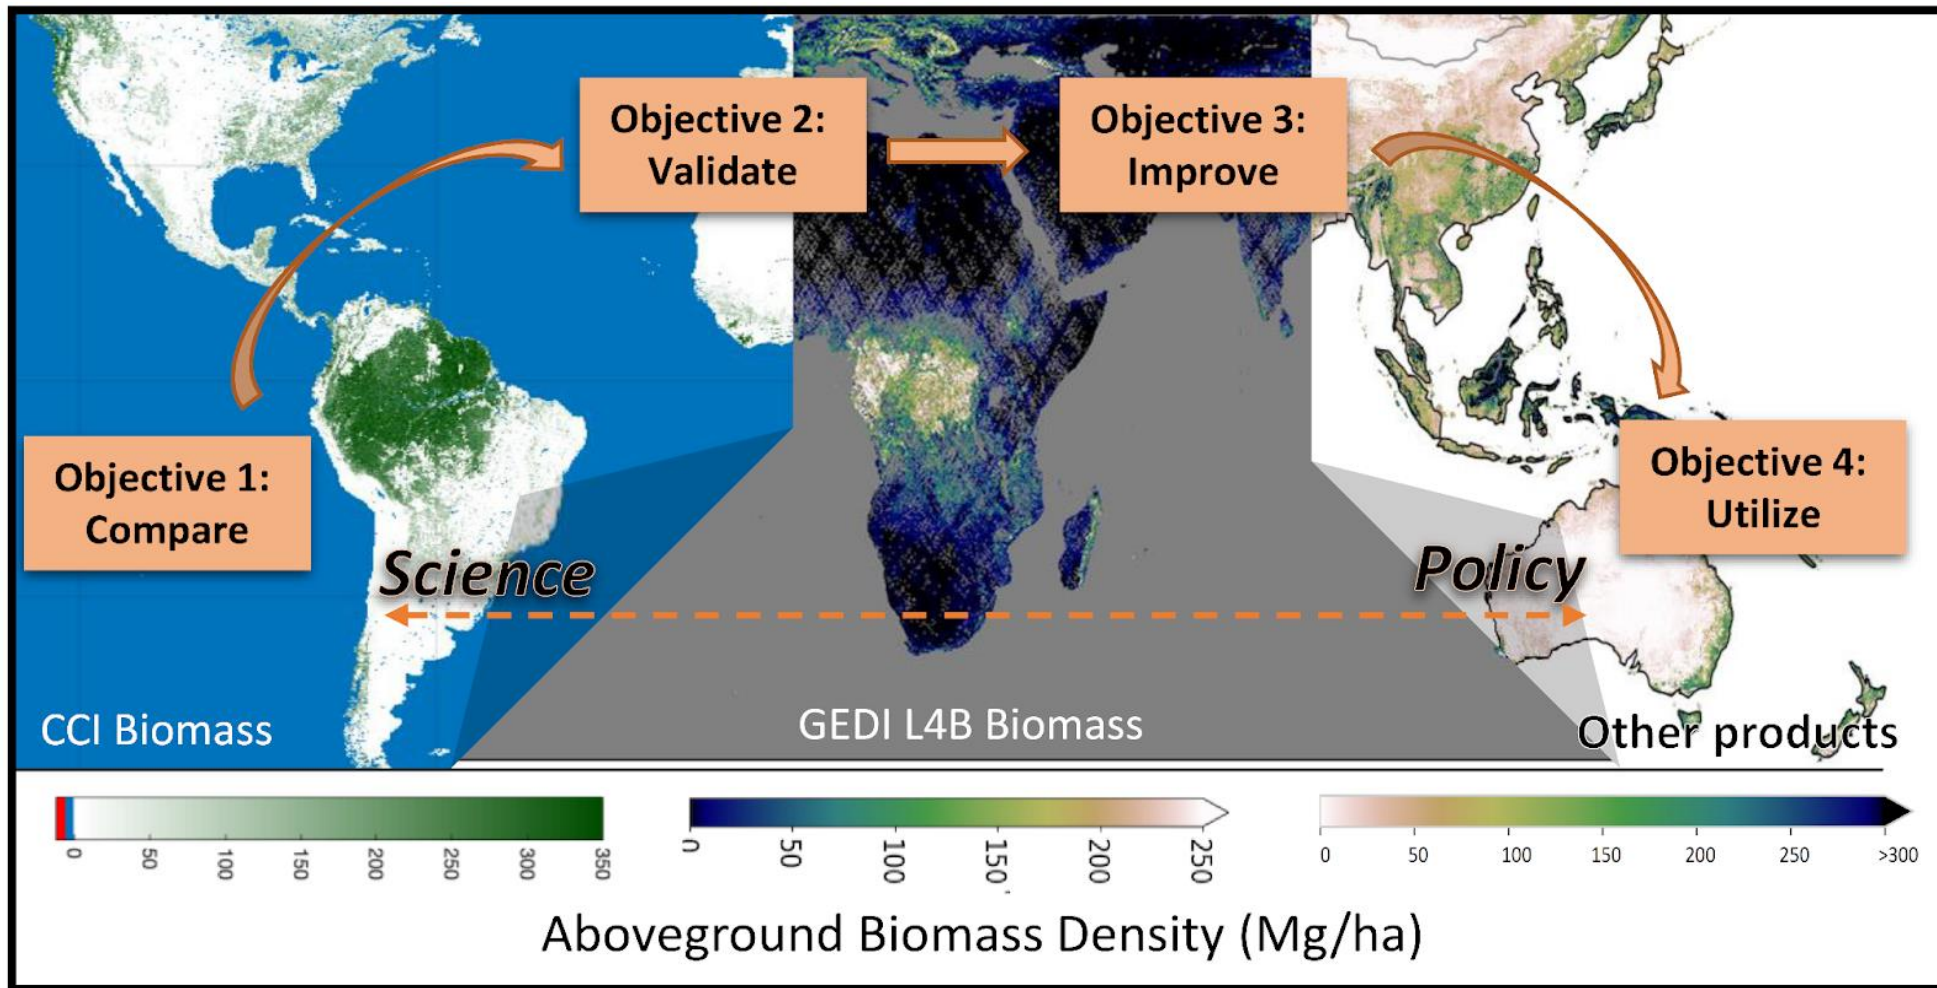 Objective 1:
Compare
Objective 2:
Validate
Objective 3:
Improve
Objective 4:
Utilize
Science
Policy
CCI Biomass
GEDI L4B Biomass
Other products
0 50 100 150 200 250 350
0 50 100 150 200 250
0 50 100 150 200 250 >300
Aboveground Biomass Density (Mg/ha)